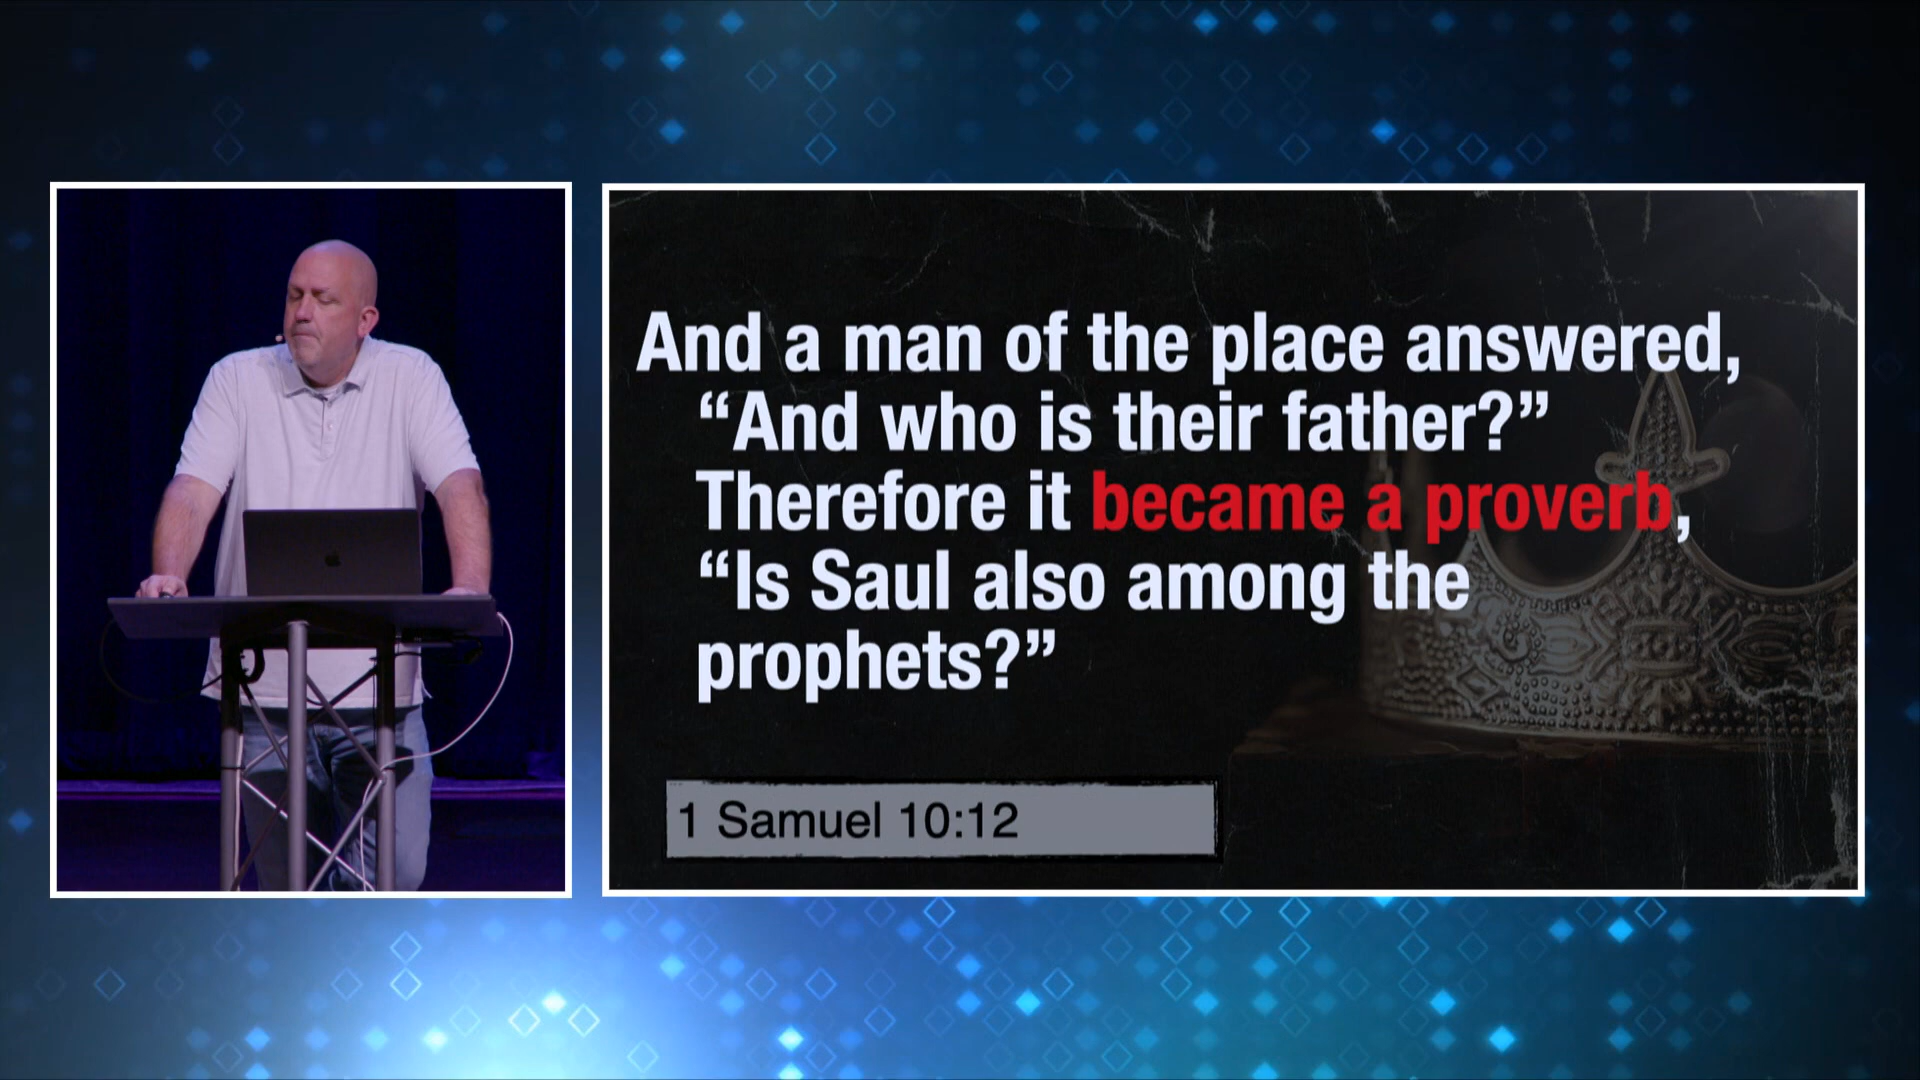 And a man of the place answered,
“And who is their father?”
Therefore it became a proverb,
“Is Saul also among the
prophets?”
1 Samuel 10:12